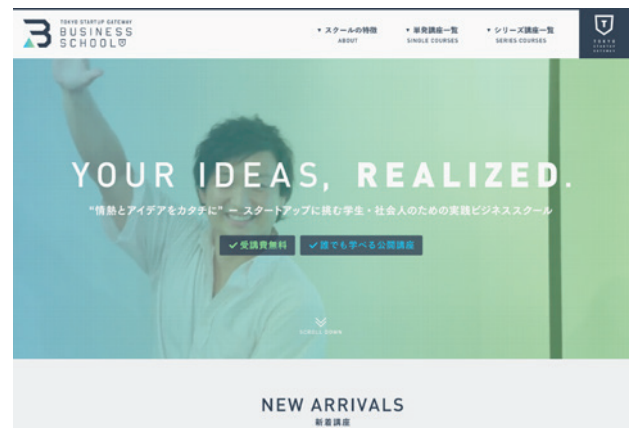 TOKYO STARTUP GATEWAY
BUSINESS
SCHOOL
▼ スクールの特徴
ABOUT
▼ 単発講座一覧
SINGLE COURSES
▼ シリーズ講座一覧
SERIES COURSES
T
TOKYO
STARTUP
GATEWAY
YOUR IDEAS, REALIZED.
“情熱とアイデアをカタチに” – スタートアップに挑む学生・社会人のための実践ビジネススクール
✓受講費無料
✓誰でも学べる公開講座
SCROLL DOWN
NEW ARRIVALS
新着講座